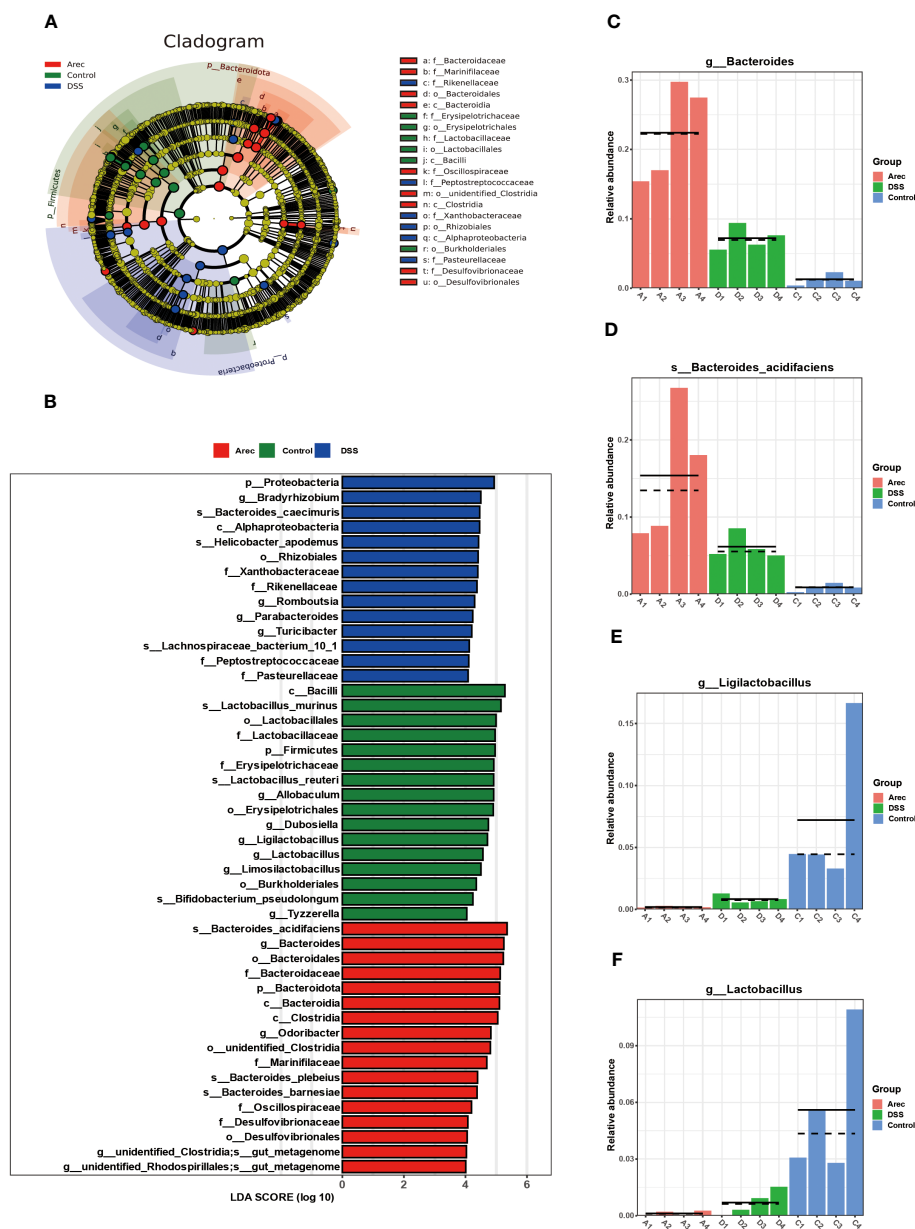 A
Cladogram
Arec
Control
DSS
p__Bacteroidota
p__Firmicutes
p__Proteobacteria
a: f__Bacteroidaceae
b: f__Marinifilaceae
c: f__Rikenellaceae
d: o__Bacteroidales
e: c__Bacteroidia
f: f__Erysipelotrichaceae
g: o__Erysipelotrichales
h: f__Lactobacillaceae
i: o__Lactobacillales
j: c__Bacilli
k: f__Oscillospiraceae
l: f__Peptostreptococcaceae
m: o__unidentified_Clostridia
n: c__Clostridia
o: f__Xanthobacteraceae
p: o__Rhizobiales
q: c__Alphaproteobacteria
r: o__Burkholderiales
s: f__Pasteurellaceae
t: f__Desulfovibrionaceae
u: o__Desulfovibrionales
B
Arec Control DSS
p__Proteobacteria
g__Bradyrhizobium
s__Bacteroides_caecimuris
c__Alphaproteobacteria
s__Helicobacter_apodemus
o__Rhizobiales
f__Xanthobacteraceae
f__Rikenellaceae
g__Romboutsia
g__Parabacteroides
g__Turicibacter
s__Lachnospiraceae_bacterium_10_1
f__Peptostreptococcaceae
f__Pasteurellaceae
c__Bacilli
s__Lactobacillus_murinus
o__Lactobacillales
f__Lactobacillaceae
p__Firmicutes
f__Erysipelotrichaceae
s__Lactobacillus_reuteri
g__Allobaculum
o__Erysipelotrichales
g__Dubosiella
g__Ligilactobacillus
g__Lactobacillus
g__Limosilactobacillus
o__Burkholderiales
s__Bifidobacterium_pseudolongum
g__Tyzzerella
s__Bacteroides_acidifaciens
g__Bacteroides
o__Bacteroidales
f__Bacteroidaceae
p__Bacteroidota
c__Bacteroidia
c__Clostridia
g__Odoribacter
o__unidentified_Clostridia
f__Marinifilaceae
s__Bacteroides_plebeius
s__Bacteroides_barnesiae
f__Oscillospiraceae
f__Desulfovibrionaceae
o__Desulfovibrionales
g__unidentified_Clostridia;s__gut_metagenome
g__unidentified_Rhodospirillales;s__gut_metagenome
0 2 4 6
LDA SCORE (log 10)
C
g__Bacteroides
Relative abundance
0.3
0.2
0.1
0.0
A1 A2 A3 A4 D1 D2 D3 D4 C1 C2 C3 C4
Group
Arec
DSS
Control
D
s__Bacteroides_acidifaciens
Relative abundance
0.2
0.1
0.0
A1 A2 A3 A4 D1 D2 D3 D4 C1 C2 C3 C4
Group
Arec
DSS
Control
E
g__Ligilactobacillus
Relative abundance
0.15
0.10
0.05
0.00
A1 A2 A3 A4 D1 D2 D3 D4 C1 C2 C3 C4
Group
Arec
DSS
Control
F
g__Lactobacillus
Relative abundance
0.09
0.06
0.03
0.00
A1 A2 A3 A4 D1 D2 D3 D4 C1 C2 C3 C4
Group
Arec
DSS
Control